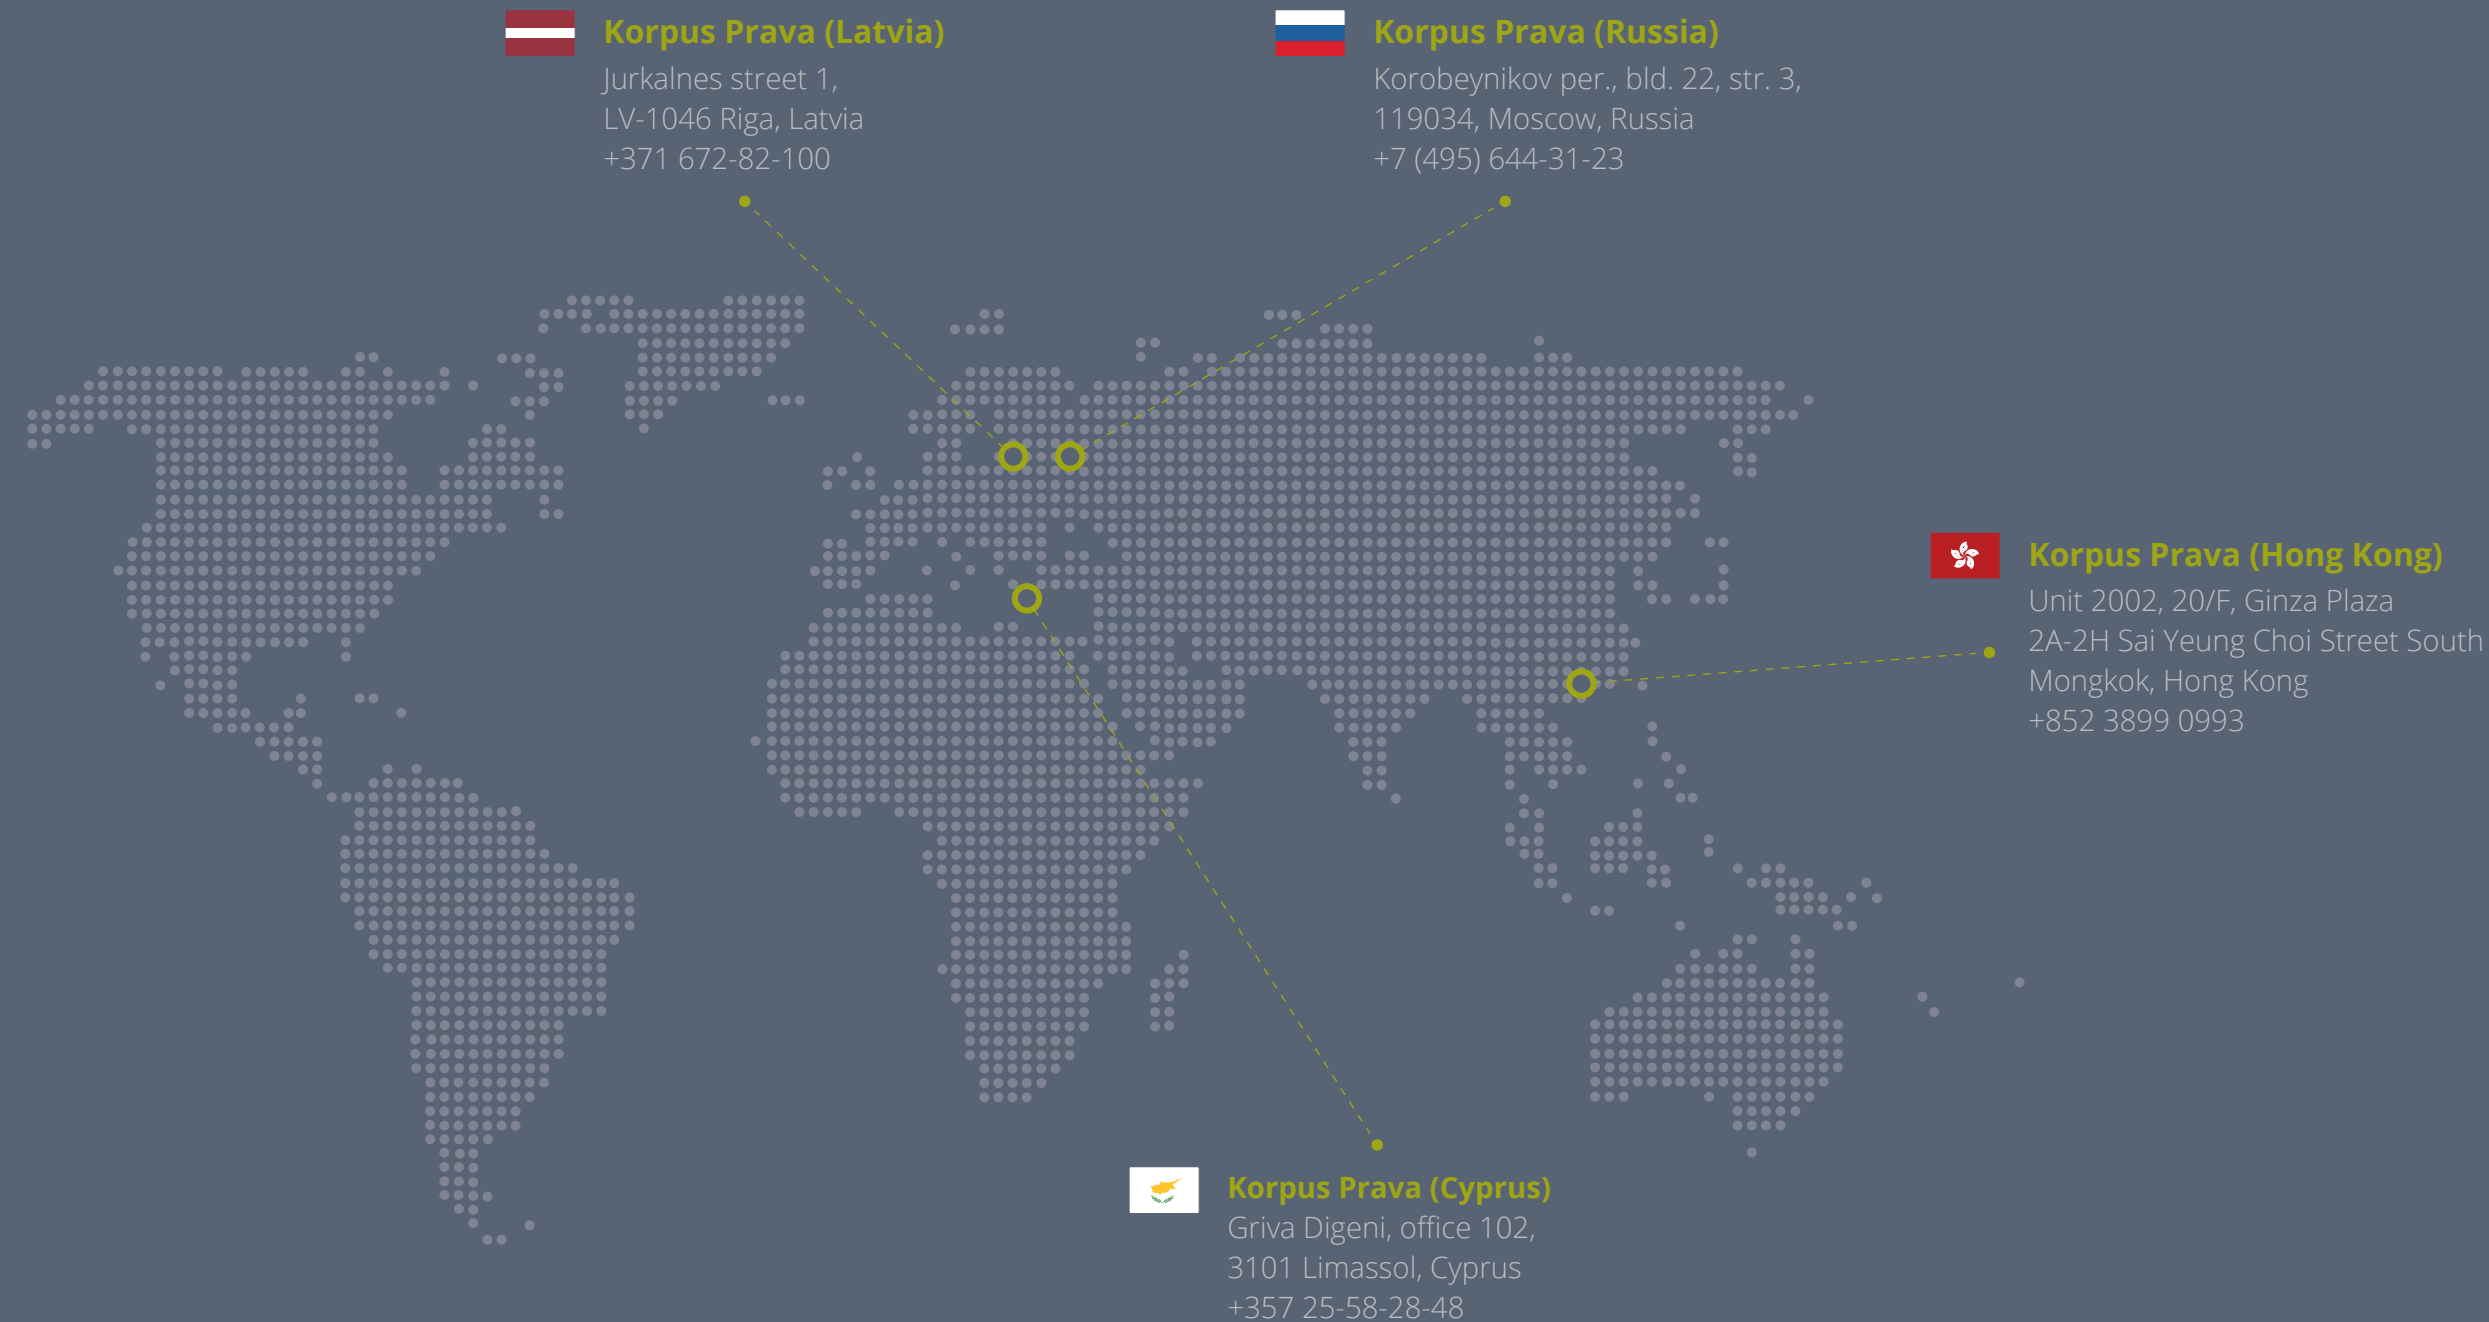 Korpus Prava (Latvia)
Jurkalnes street 1,
LV-1046 Riga, Latvia
+371 672-82-100
Korpus Prava (Russia)
Korobeynikov per., bld. 22, str. 3,
119034, Moscow, Russia
+7 (495) 644-31-23
Korpus Prava (Hong Kong)
Unit 2002, 20/F, Ginza Plaza
2A-2H Sai Yeung Choi Street South
Mongkok, Hong Kong
+852 3899 0993
Korpus Prava (Cyprus)
Griva Digeni, office 102,
3101 Limassol, Cyprus
+357 25-58-28-48